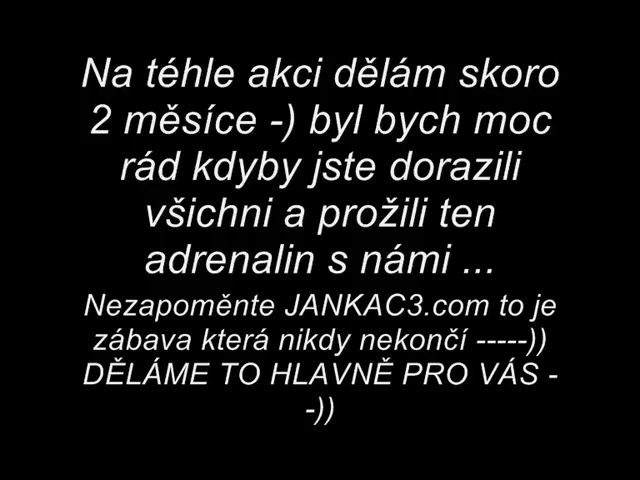 Na téhle akci dělám skoro
2 měsíce -) byl bych moc
rád kdyby jste dorazili
všichni a prožili ten
adrenalin s námi ...
Nezapoměnte JANKAC3.com to je
zábava která nikdy nekončí -----))
DĚLÁME TO HLAVNĚ PRO VÁS -
-))